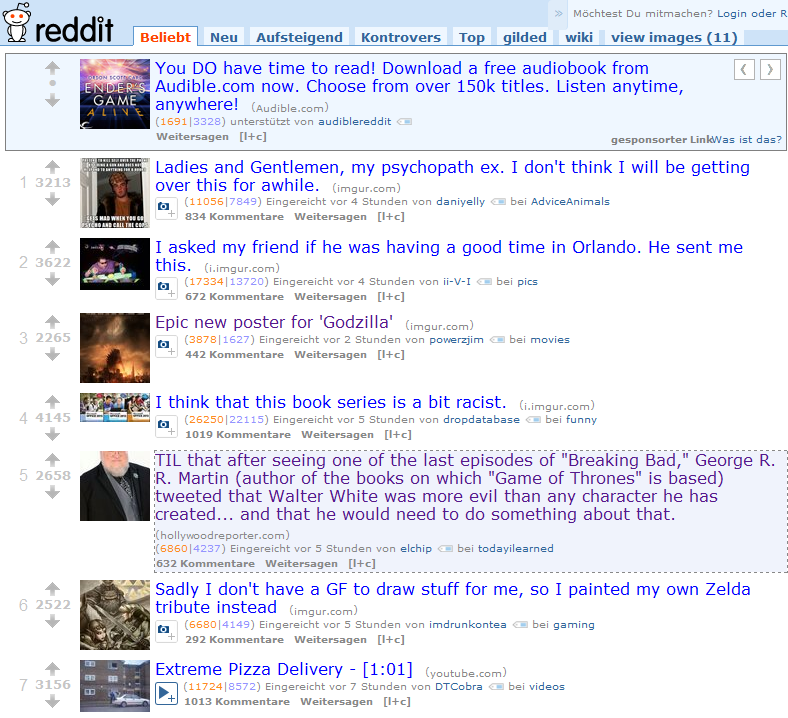 » Möchtest Du mitmachen? Login oder R
reddit Beliebt Neu Aufsteigend Kontrovers Top gilded wiki view images (11)
ORSON SCOTT CARD
ENDER'S
GAME
ALIVE
You DO have time to read! Download a free audiobook from
Audible.com now. Choose from over 150k titles. Listen anytime,
anywhere! (Audible.com)
(1691|3328) unterstützt von audiblereddit
Weitersagen [l+c]
gesponsorter Link Was ist das?
1 3213
Ladies and Gentlemen, my psychopath ex. I don't think I will be getting
over this for awhile. (imgur.com)
(11056|7849) Eingereicht vor 4 Stunden von daniyelly bei AdviceAnimals
834 Kommentare Weitersagen [l+c]
GETS MAD WHEN YOU GO
PSYCHO AND CALL THE COPS
2 3622
I asked my friend if he was having a good time in Orlando. He sent me
this. (i.imgur.com)
(17334|13720) Eingereicht vor 4 Stunden von ii-V-I bei pics
672 Kommentare Weitersagen [l+c]
3 2265
Epic new poster for 'Godzilla' (imgur.com)
(3878|1627) Eingereicht vor 2 Stunden von powerzjim bei movies
442 Kommentare Weitersagen [l+c]
4 4145
I think that this book series is a bit racist. (i.imgur.com)
(26250|22115) Eingereicht vor 5 Stunden von dropdatabase bei funny
1019 Kommentare Weitersagen [l+c]
5 2658
TIL that after seeing one of the last episodes of "Breaking Bad," George R.
R. Martin (author of the books on which "Game of Thrones" is based)
tweeted that Walter White was more evil than any character he has
created... and that he would need to do something about that.
(hollywoodreporter.com)
(6860|4237) Eingereicht vor 5 Stunden von elchip bei todayilearned
632 Kommentare Weitersagen [l+c]
6 2522
Sadly I don't have a GF to draw stuff for me, so I painted my own Zelda
tribute instead (imgur.com)
(6680|4149) Eingereicht vor 5 Stunden von imdrunkontea bei gaming
292 Kommentare Weitersagen [l+c]
7 3156
Extreme Pizza Delivery - [1:01] (youtube.com)
(11724|8572) Eingereicht vor 7 Stunden von DTCobra bei videos
1013 Kommentare Weitersagen [l+c]